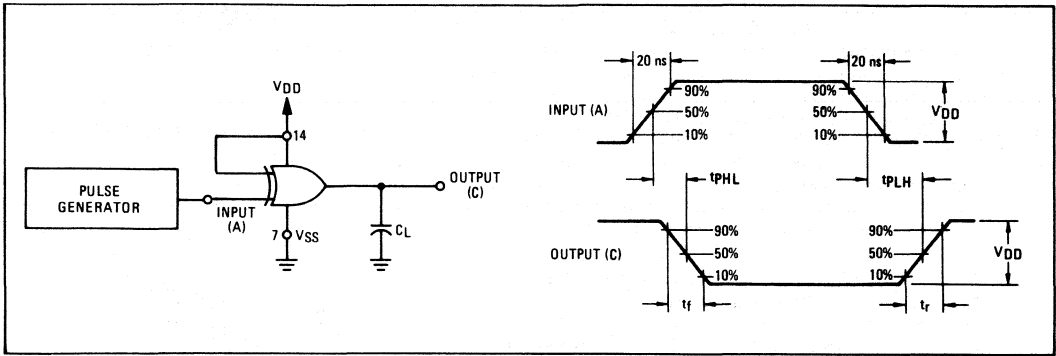 VDD
14
PULSE
GENERATOR
INPUT
(A)
7 VSS
CL
OUTPUT
(C)
20 ns
20 ns
INPUT (A)
90%
50%
10%
90%
50%
10%
VDD
tPHL
tPLH
OUTPUT (C)
90%
50%
10%
90%
50%
10%
VDD
tf
tr